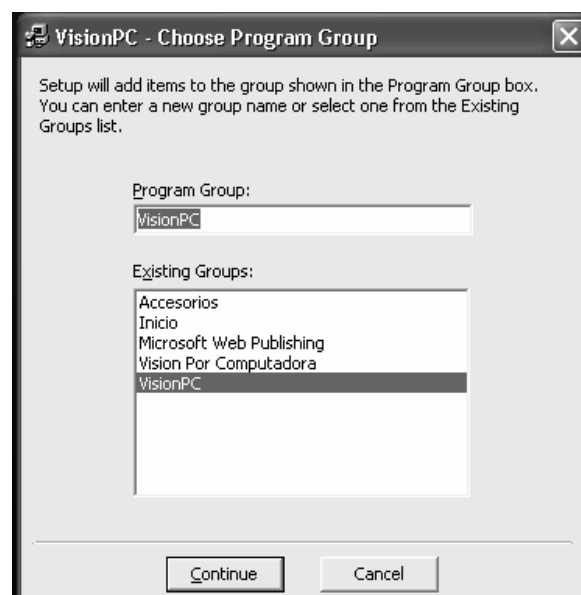 VisionPC - Choose Program Group
Setup will add items to the group shown in the Program Group box.
You can enter a new group name or select one from the Existing
Groups list.
Program Group:
VisionPC
Existing Groups:
Accesorios
Inicio
Microsoft Web Publishing
Vision Por Computadora
VisionPC
Continue
Cancel